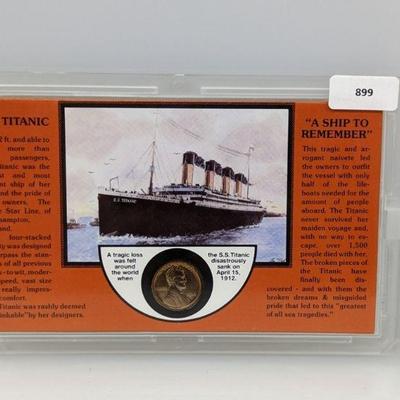 899
TITANIC
2 ft. and able to
more than
passengers,
Titanic was the
st and most
nt ship of her
nd the pride of
owners. The
e Star Line, of
hampton,
nd.
four-stacked
ty was designed
rpass the stan-
of all previous
s - to wit, moder-
speed, vast size
really impres-
comfort.
Titanic was rashly deemed
inkable" by her designers.
S.S. TITANIC
A tragic loss
was felt
around
the world
when
the S.S. Titanic
disastrously
sank on
April 15,
1912.
"A SHIP TO
REMEMBER"
This tragic and ar-
rogant naivete led
the owners to outfit
the vessel with only
half of the life-
boats needed for the
amount of people
aboard. The Titanic
never survived her
maiden voyage and,
with no way to es-
cape, over 1,500
people died with her.
The broken pieces of
the Titanic have
finally been dis-
covered - and with them the
broken dreams & misguided
pride that led to this "greatest
of all sea tragedies."